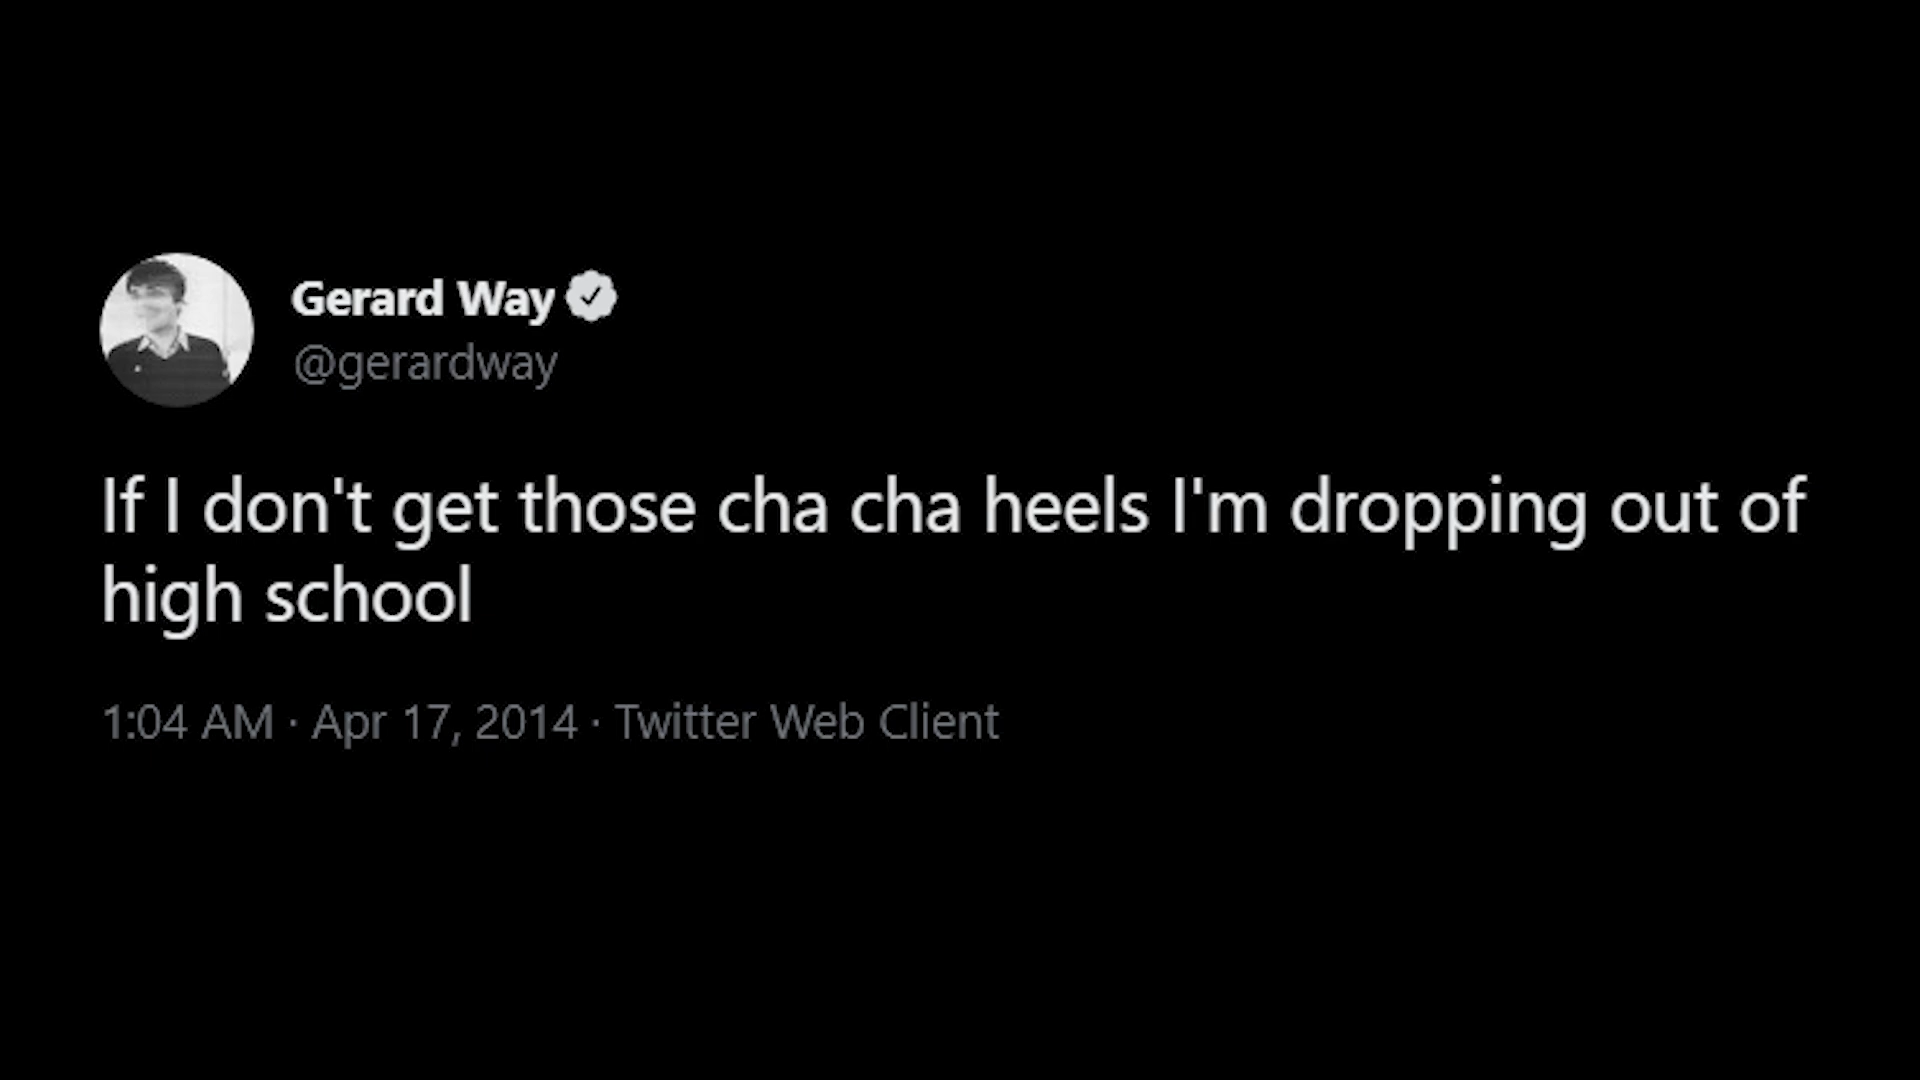 Gerard Way
@gerardway
If I don't get those cha cha heels I'm dropping out of
high school
1:04 AM · Apr 17, 2014 · Twitter Web Client